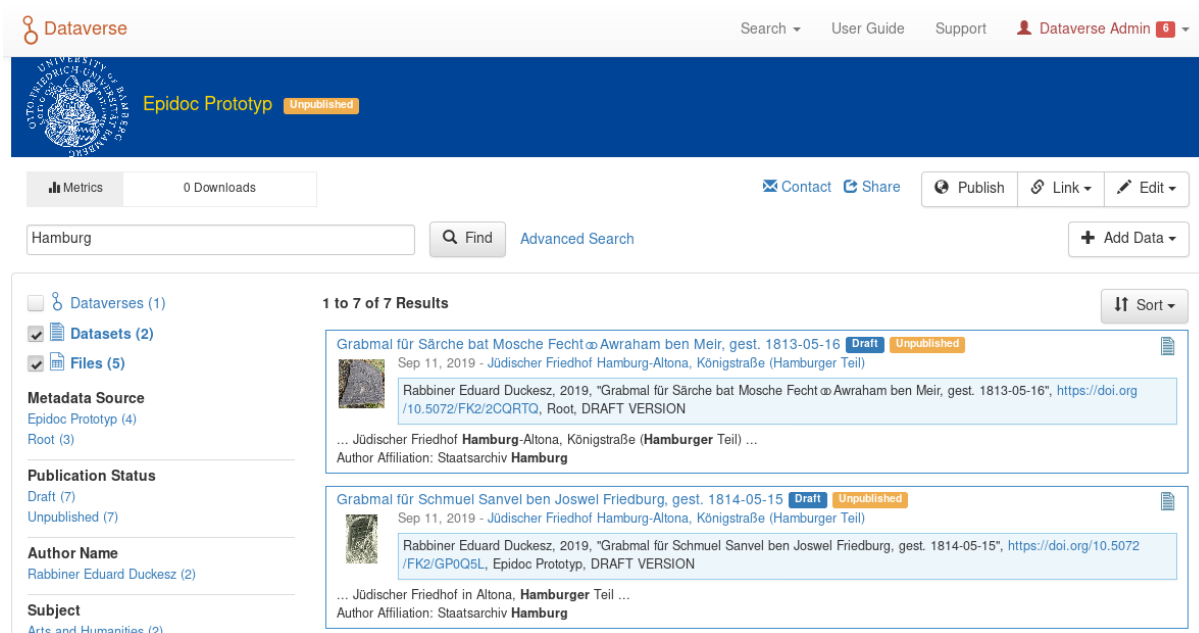 Dataverse
Search
User Guide
Support
Dataverse Admin 6
Epidoc Prototyp Unpublished
Metrics
0 Downloads
Contact
Share
Publish
Link
Edit
Hamburg
Find
Advanced Search
Add Data
Dataverses (1)
Datasets (2)
Files (5)
Metadata Source
Epidoc Prototyp (4)
Root (3)
Publication Status
Draft (7)
Unpublished (7)
Author Name
Rabbiner Eduard Duckesz (2)
Subject
Arts and Humanities (2)
1 to 7 of 7 Results
Sort
Grabmal für Särche bat Mosche Fecht ⚭ Awraham ben Meir, gest. 1813-05-16 Draft Unpublished
Sep 11, 2019 - Jüdischer Friedhof Hamburg-Altona, Königstraße (Hamburger Teil)
Rabbiner Eduard Duckesz, 2019, "Grabmal für Särche bat Mosche Fecht ⚭ Awraham ben Meir, gest. 1813-05-16", https://doi.org
/10.5072/FK2/2CQRTQ, Root, DRAFT VERSION
... Jüdischer Friedhof Hamburg-Altona, Königstraße (Hamburger Teil) ...
Author Affiliation: Staatsarchiv Hamburg
Grabmal für Schmuel Sanvel ben Joswel Friedburg, gest. 1814-05-15 Draft Unpublished
Sep 11, 2019 - Jüdischer Friedhof Hamburg-Altona, Königstraße (Hamburger Teil)
Rabbiner Eduard Duckesz, 2019, "Grabmal für Schmuel Sanvel ben Joswel Friedburg, gest. 1814-05-15", https://doi.org/10.5072
/FK2/GP0Q5L, Epidoc Prototyp, DRAFT VERSION
... Jüdischer Friedhof in Altona, Hamburger Teil ...
Author Affiliation: Staatsarchiv Hamburg